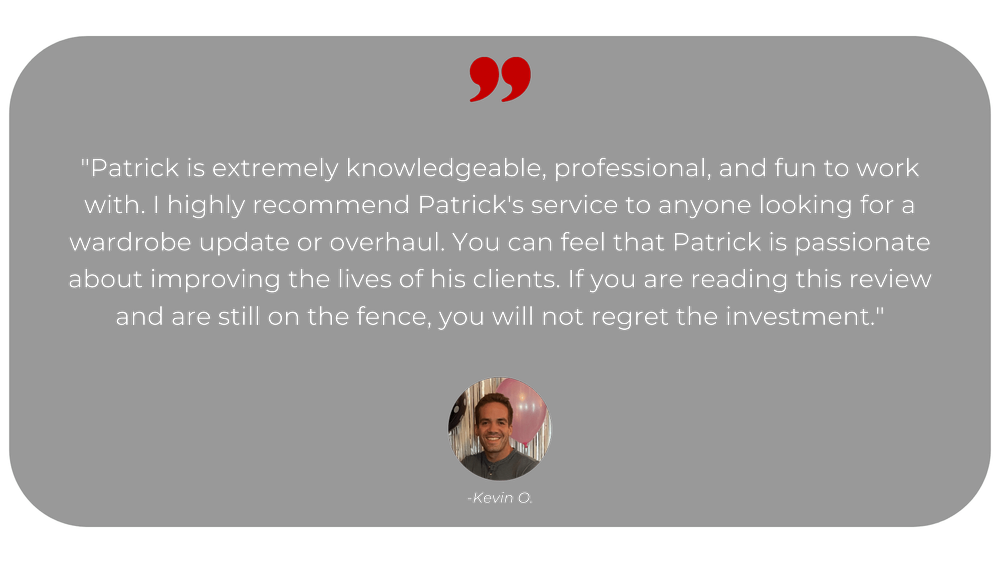 "Patrick is extremely knowledgeable, professional, and fun to work
with. I highly recommend Patrick's service to anyone looking for a
wardrobe update or overhaul. You can feel that Patrick is passionate
about improving the lives of his clients. If you are reading this review
and are still on the fence, you will not regret the investment."
-Kevin O.